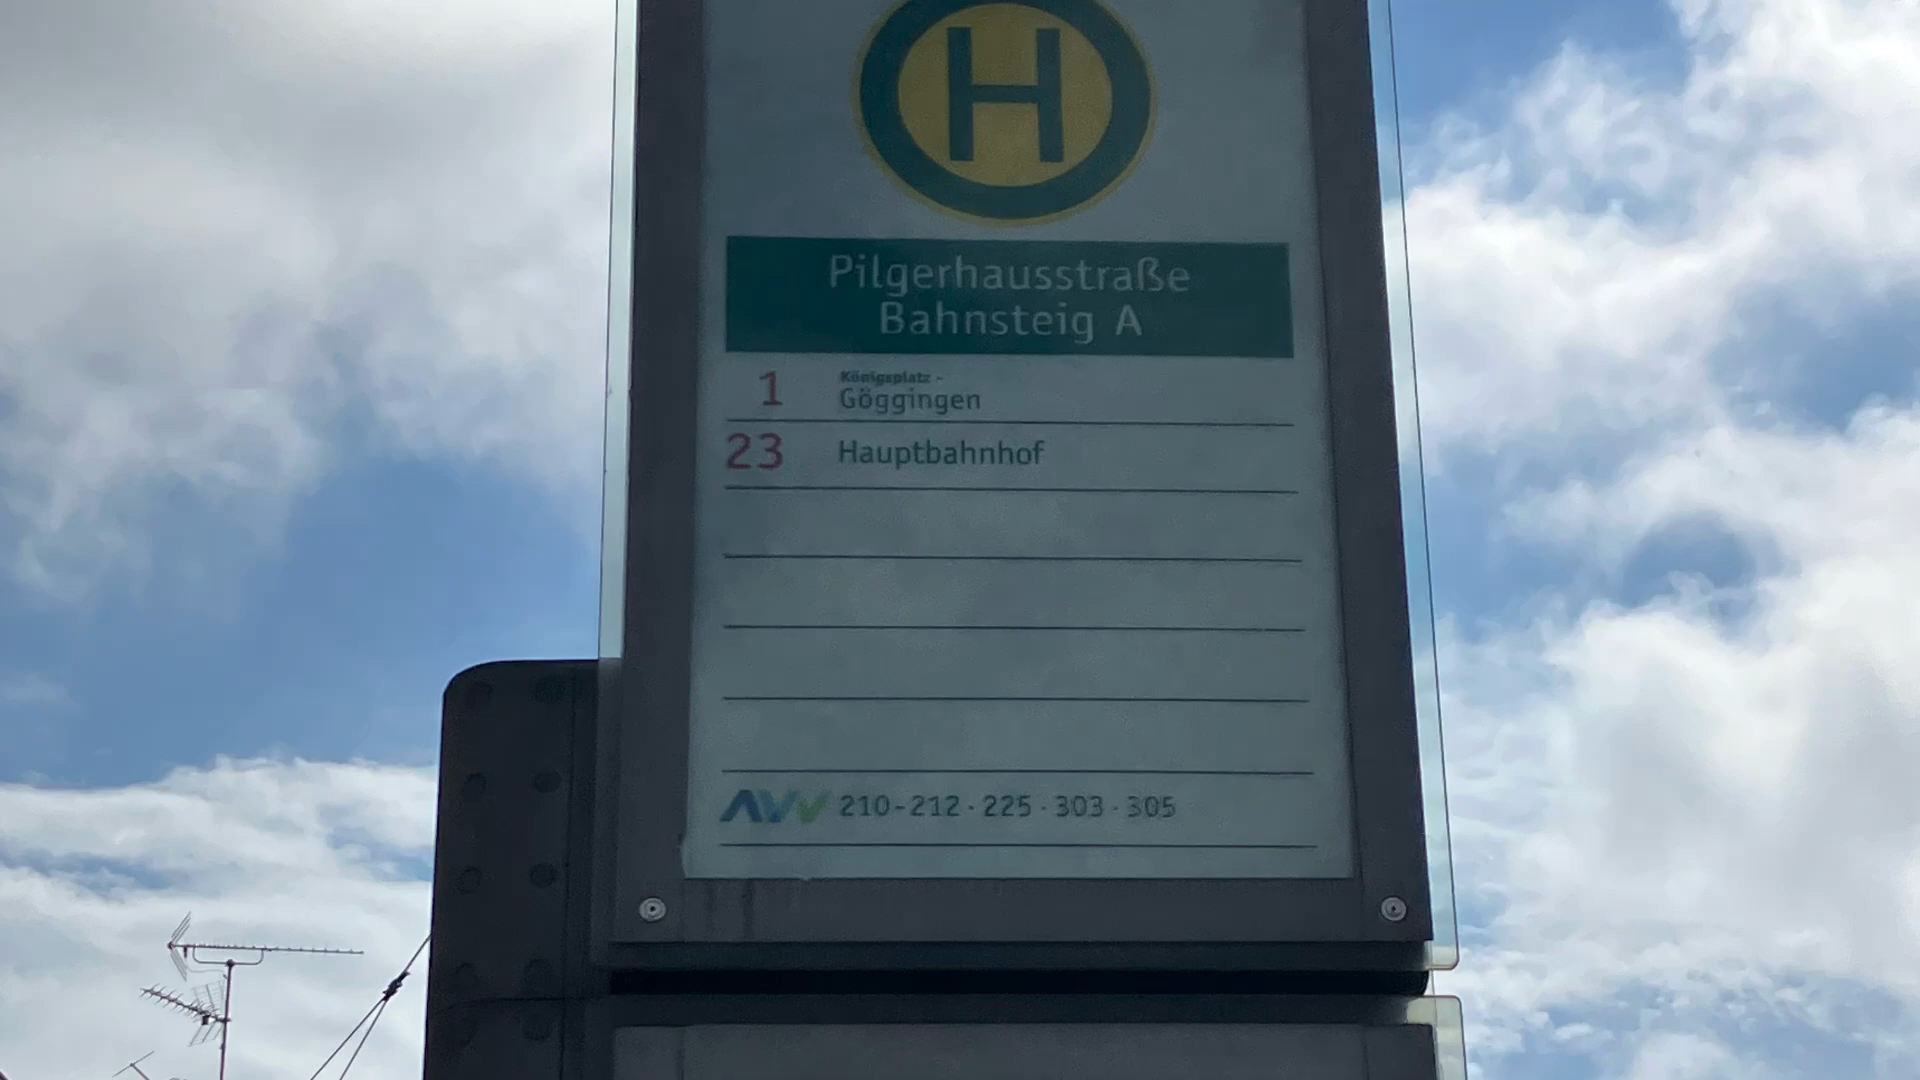 H
Pilgerhausstraße
Bahnsteig A
1 Königsplatz -
Göggingen
23 Hauptbahnhof
AVV 210-212 · 225 · 303 · 305